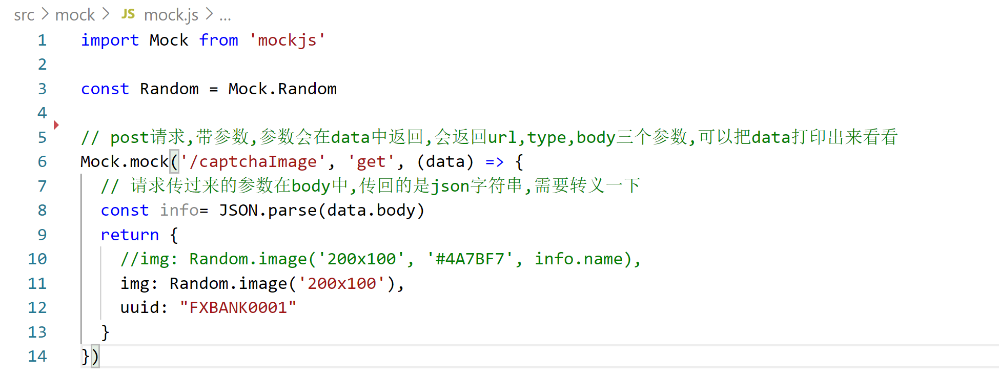 src > mock > JS mock.js > ...
1 import Mock from 'mockjs'
2
3 const Random = Mock.Random
4
5 // post请求,带参数,参数会在data中返回,会返回url,type,body三个参数,可以把data打印出来看看
6 Mock.mock('/captchaImage', 'get', (data) => {
7   // 请求传过来的参数在body中,传回的是json字符串,需要转义一下
8   const info= JSON.parse(data.body)
9   return {
10     //img: Random.image('200x100', '#4A7BF7', info.name),
11     img: Random.image('200x100'),
12     uuid: "FXBANK0001"
13   }
14 })